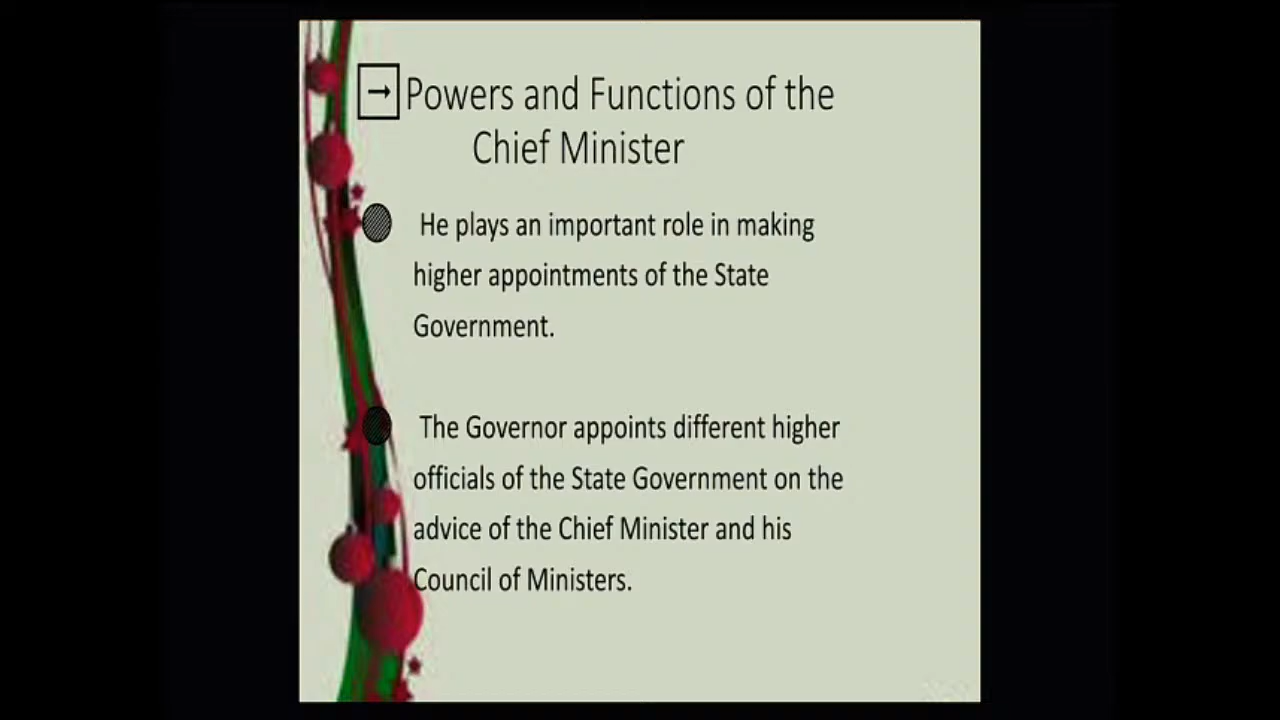 → Powers and Functions of the
Chief Minister
He plays an important role in making
higher appointments of the State
Government.
The Governor appoints different higher
officials of the State Government on the
advice of the Chief Minister and his
Council of Ministers.